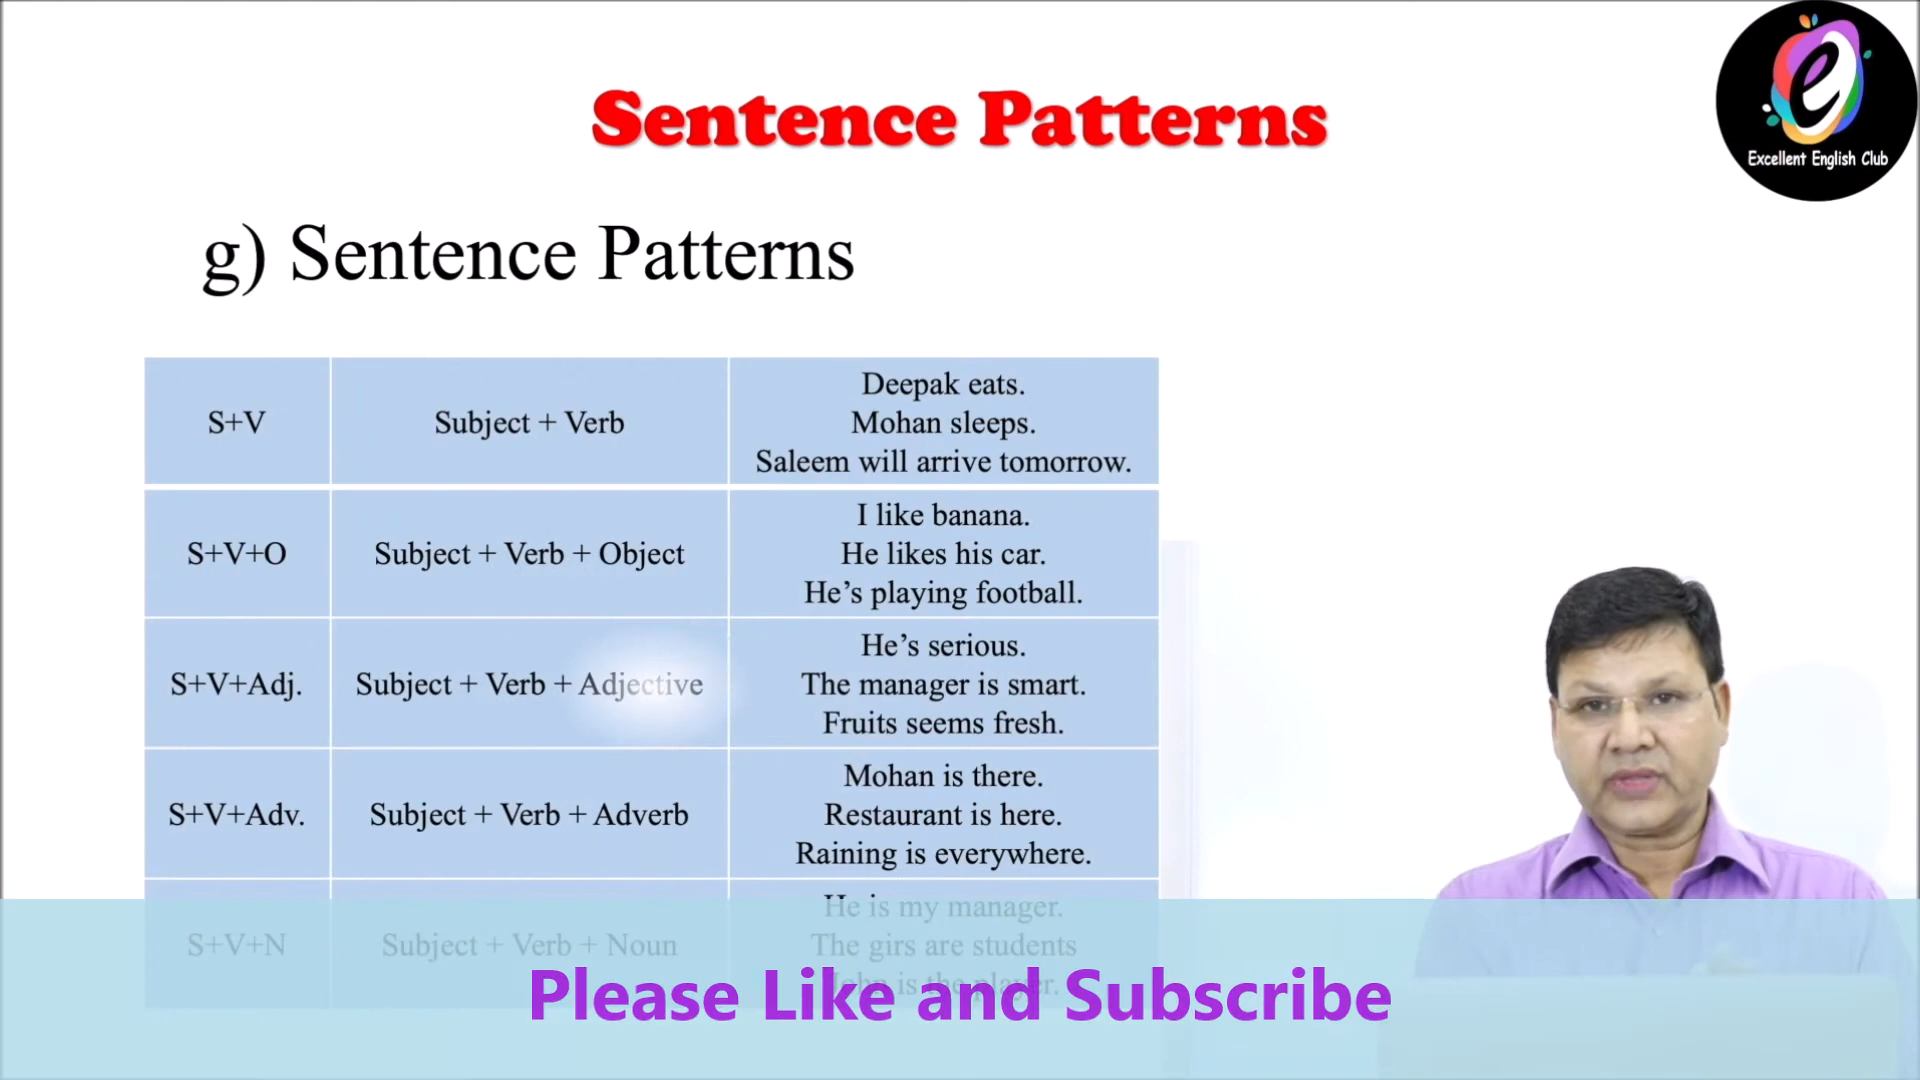 Sentence Patterns
Excellent English Club
g) Sentence Patterns
S+V
Subject + Verb
Deepak eats.
Mohan sleeps.
Saleem will arrive tomorrow.
S+V+O
Subject + Verb + Object
I like banana.
He likes his car.
He’s playing football.
S+V+Adj.
Subject + Verb + Adjective
He’s serious.
The manager is smart.
Fruits seems fresh.
S+V+Adv.
Subject + Verb + Adverb
Mohan is there.
Restaurant is here.
Raining is everywhere.
S+V+N
Subject + Verb + Noun
He is my manager.
The girs are students
is the player.
Please Like and Subscribe